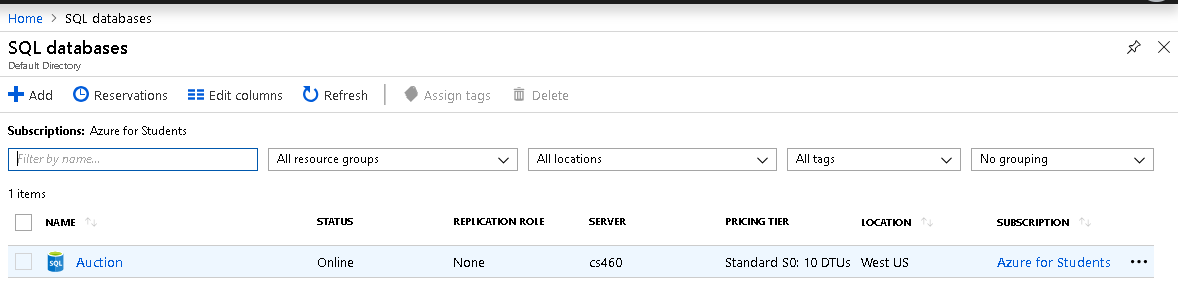 Home > SQL databases
SQL databases
Default Directory
Add Reservations Edit columns Refresh Assign tags Delete
Subscriptions: Azure for Students
Filter by name... All resource groups All locations All tags No grouping
1 items
NAME STATUS REPLICATION ROLE SERVER PRICING TIER LOCATION SUBSCRIPTION
SQL Auction Online None cs460 Standard S0: 10 DTUs West US Azure for Students ...